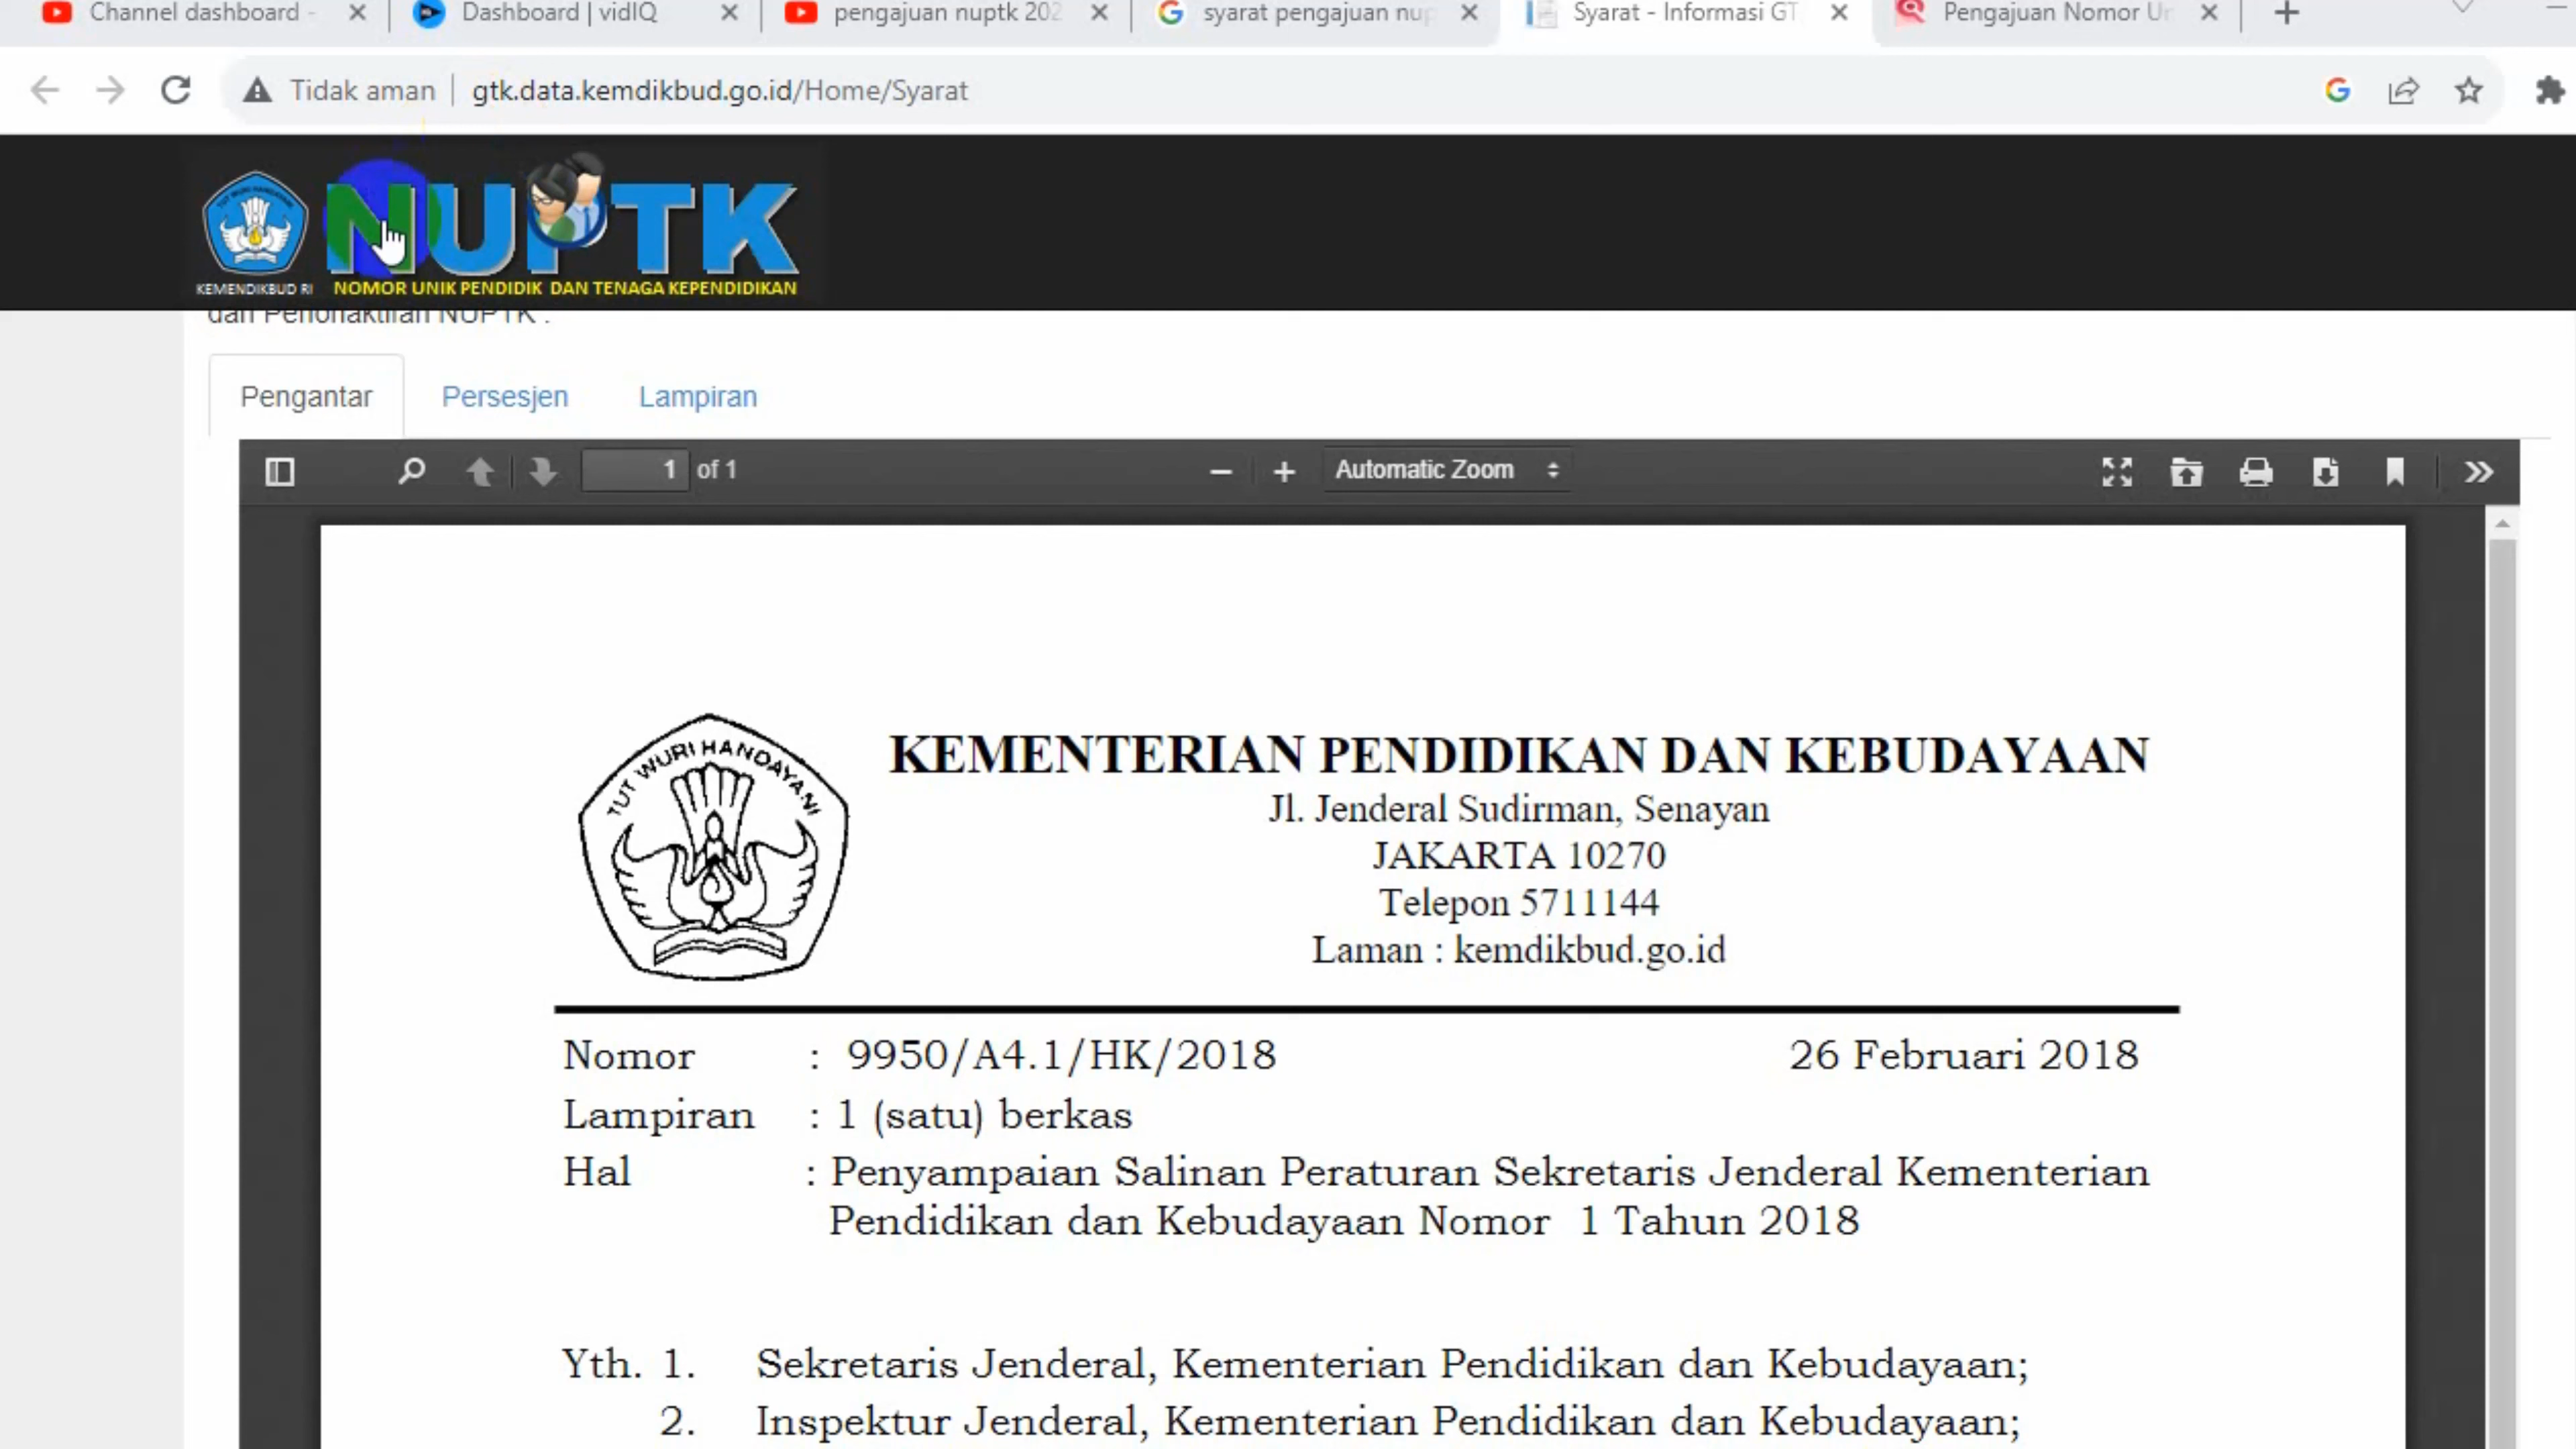 Channel dashboard -
Dashboard | vidIQ
pengajuan nuptk 202
syarat pengajuan nup
Syarat - Informasi GT
Pengajuan Nomor Un
Tidak aman | gtk.data.kemdikbud.go.id/Home/Syarat
NUPTK
KEMENDIKBUD RI
NOMOR UNIK PENDIDIK DAN TENAGA KEPENDIDIKAN
dan Penonaktifan NUPTK :
Pengantar Persesjen Lampiran
1 of 1
Automatic Zoom
TUT WURI HANDAYANI
KEMENTERIAN PENDIDIKAN DAN KEBUDAYAAN
Jl. Jenderal Sudirman, Senayan
JAKARTA 10270
Telepon 5711144
Laman : kemdikbud.go.id
Nomor : 9950/A4.1/HK/2018 26 Februari 2018
Lampiran : 1 (satu) berkas
Hal : Penyampaian Salinan Peraturan Sekretaris Jenderal Kementerian
Pendidikan dan Kebudayaan Nomor 1 Tahun 2018
Yth. 1. Sekretaris Jenderal, Kementerian Pendidikan dan Kebudayaan;
2. Inspektur Jenderal, Kementerian Pendidikan dan Kebudayaan;